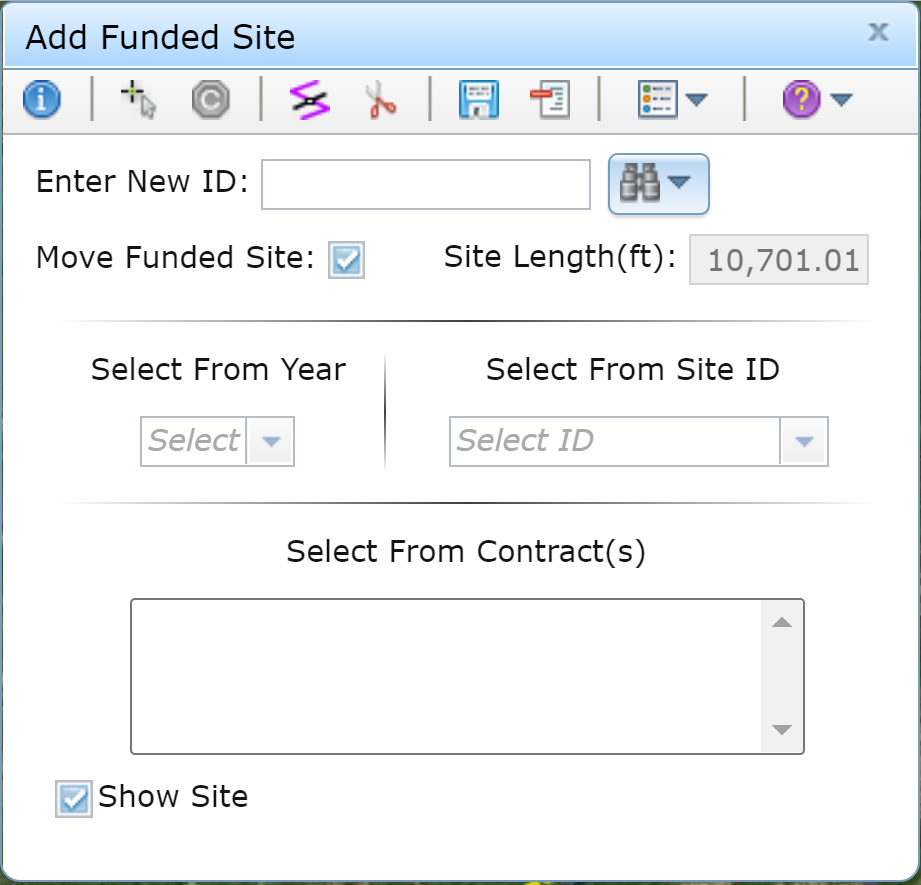 Add Funded Site x
Enter New ID:
Move Funded Site: Site Length(ft): 10,701.01
Select From Year Select From Site ID
Select Select ID
Select From Contract(s)
Show Site